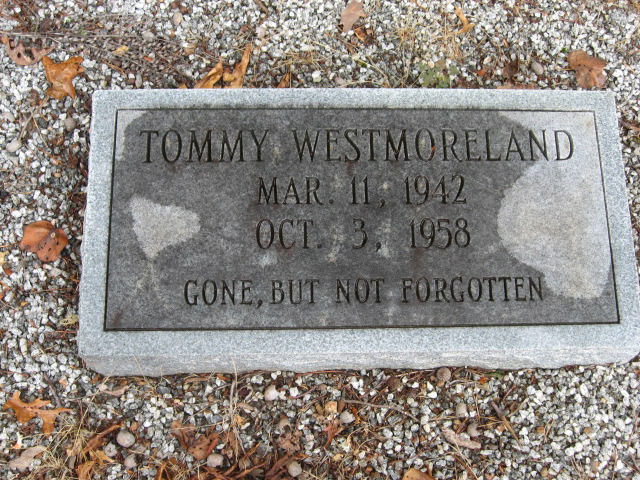 TOMMY WESTMORELAND
MAR. 11, 1942
OCT. 3, 1958
GONE, BUT NOT FORGOTTEN